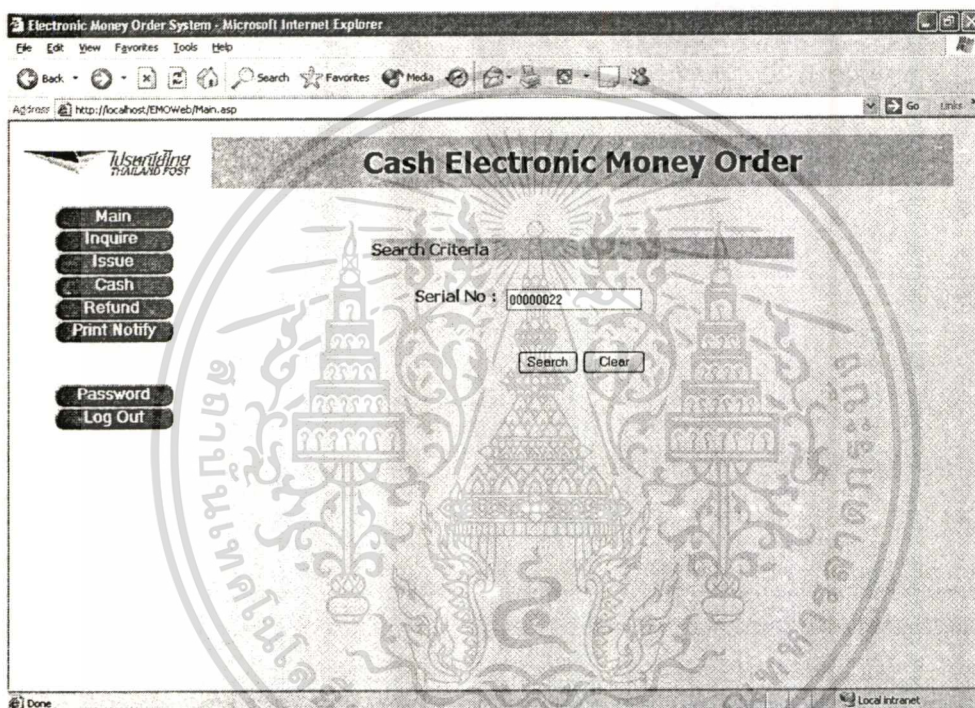 Electronic Money Order System - Microsoft Internet Explorer
File Edit View Favorites Tools Help
Back Search Favorites Media
Address http://localhost/EMOWeb/Main.asp Go Links
ไปรษณีย์ไทย
THAILAND POST
Cash Electronic Money Order
Main
Inquire
Issue
Cash
Refund
Print Notify
Password
Log Out
Search Criteria
Serial No : 00000022
Search Clear
Done Local intranet